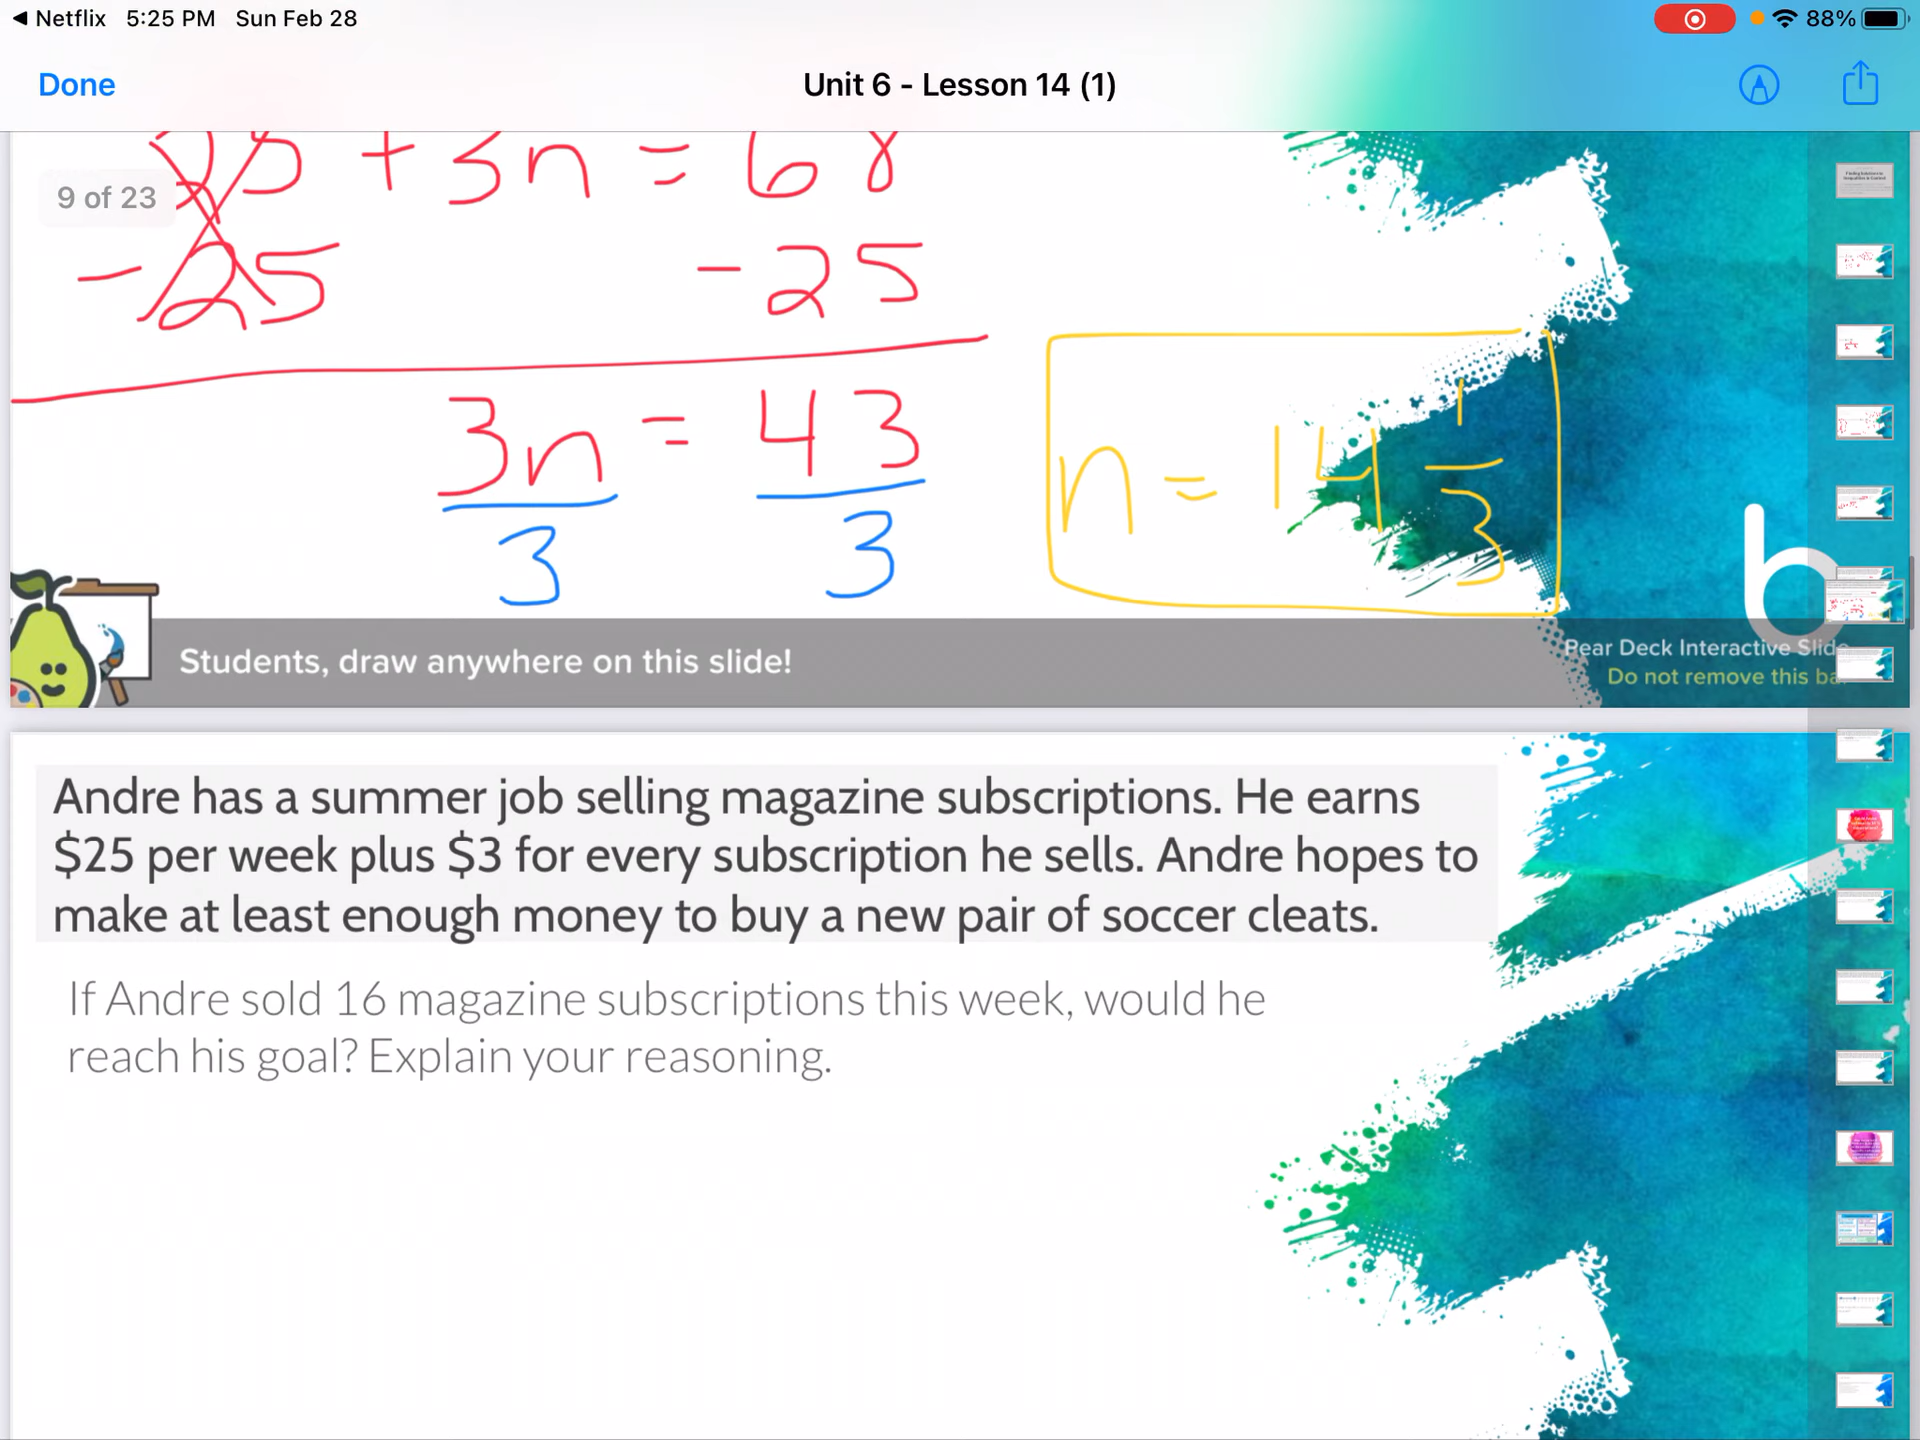 Netflix 5:25 PM Sun Feb 28 88%
Done Unit 6 - Lesson 14 (1)
+ 3n = 68
9 of 23
-25 -25
3n = 43
3 3
n = 14 1/3
b
Students, draw anywhere on this slide!
Pear Deck Interactive Slide
Do not remove this ba
Andre has a summer job selling magazine subscriptions. He earns
$25 per week plus $3 for every subscription he sells. Andre hopes to
make at least enough money to buy a new pair of soccer cleats.
If Andre sold 16 magazine subscriptions this week, would he
reach his goal? Explain your reasoning.